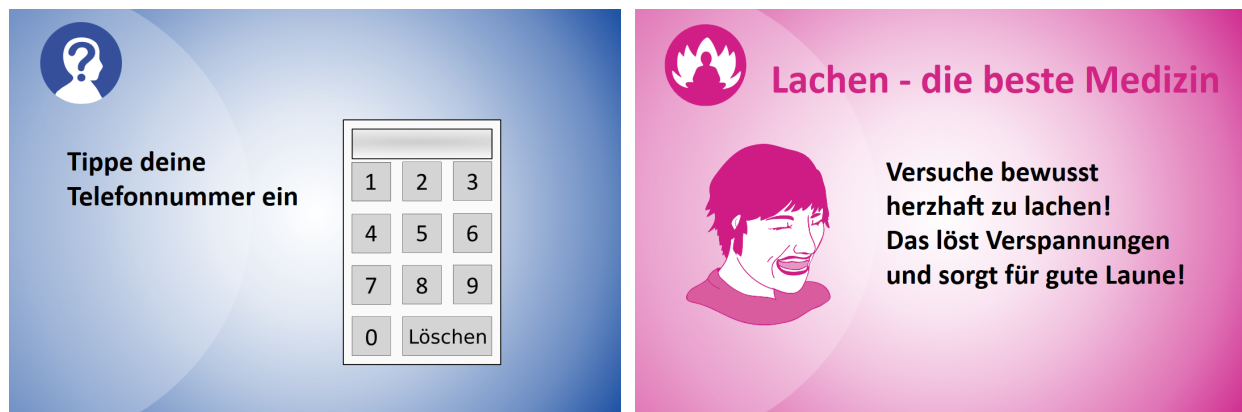 Tippe deine
Telefonnummer ein
1 2 3
4 5 6
7 8 9
0 Löschen
Lachen - die beste Medizin
Versuche bewusst
herzhaft zu lachen!
Das löst Verspannungen
und sorgt für gute Laune!